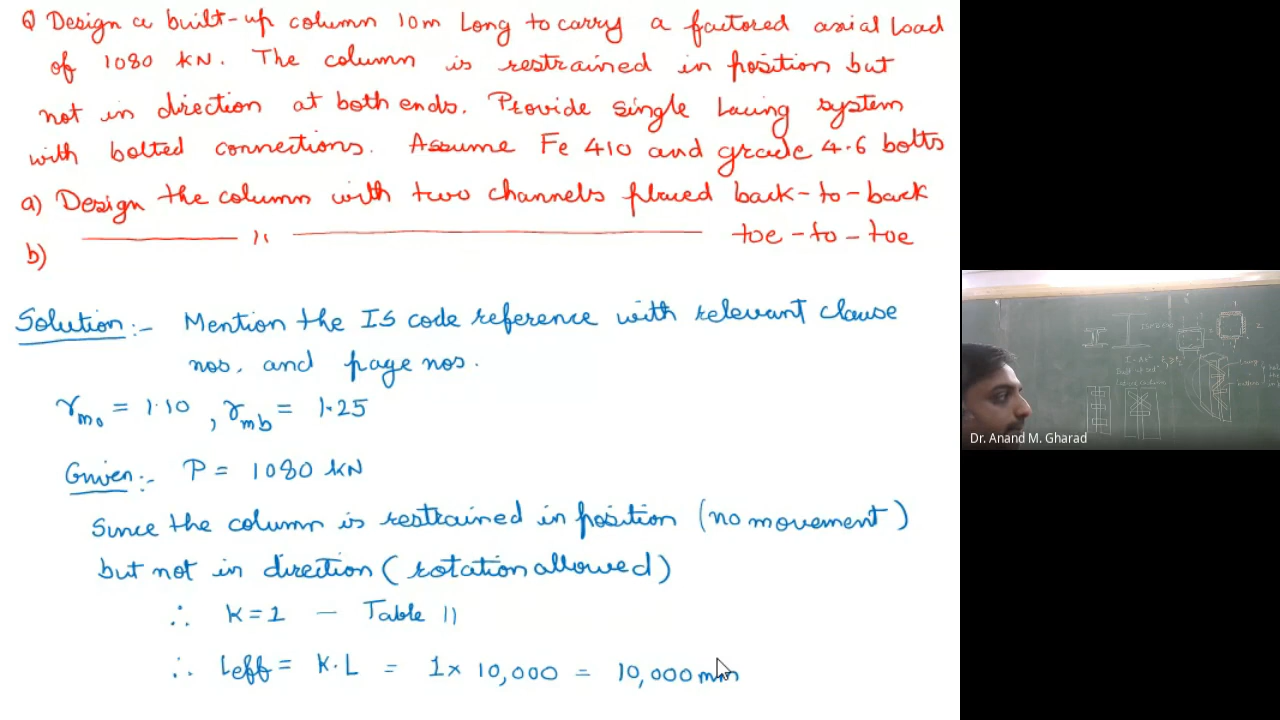 Q Design a built-up column 10m Long to carry a factored axial Load
of 1080 KN. The column is restrained in position but
not in direction at both ends. Provide single Lacing system
with bolted connections. Assume Fe 410 and grade 4.6 bolts
a) Design the column with two channels placed back-to-back
b) ——— " ——— toe-to-toe
Solution:- Mention the IS code reference with relevant clause
nos. and page nos.
γm0 = 1.10, γmb = 1.25
Given:- P = 1080 KN
Since the column is restrained in position (no movement)
but not in direction (rotation allowed)
∴ K=1 — Table 11
∴ Leff = K.L = 1 x 10,000 = 10,000 mm
Dr. Anand M. Gharad